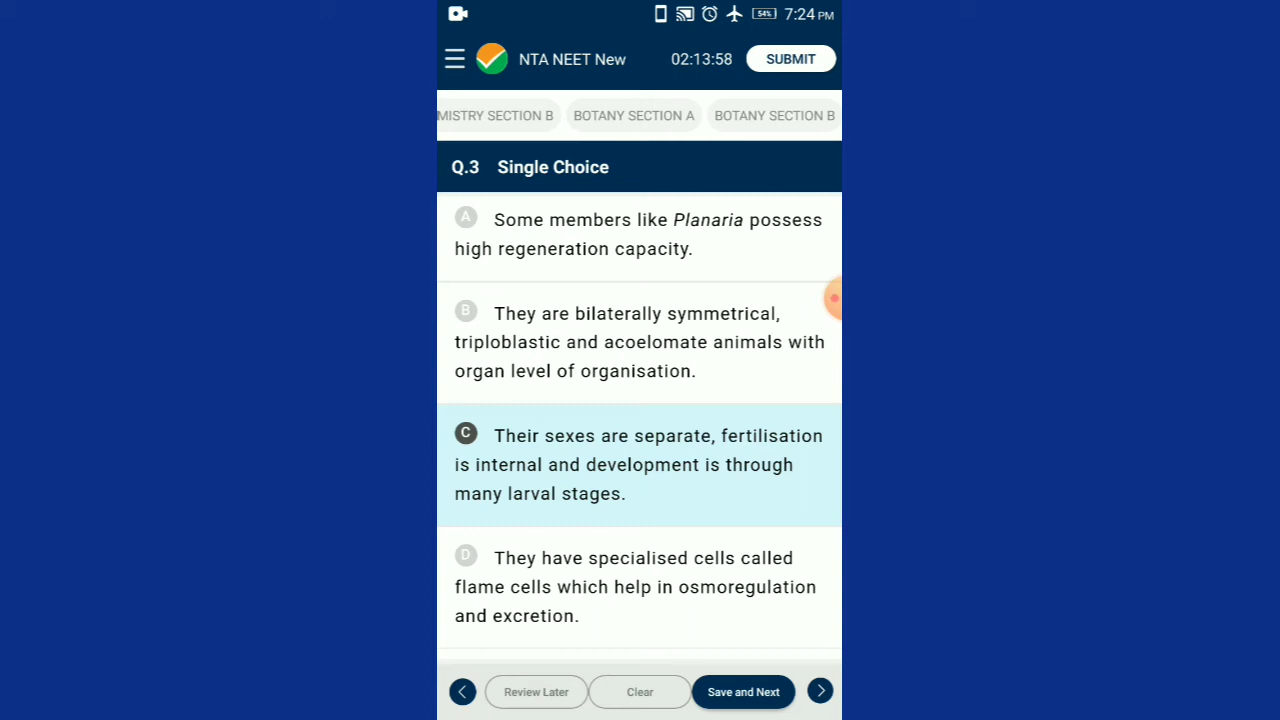 54% 7:24 PM
NTA NEET New 02:13:58 SUBMIT
MISTRY SECTION B BOTANY SECTION A BOTANY SECTION B
Q.3 Single Choice
A Some members like Planaria possess
high regeneration capacity.
B They are bilaterally symmetrical,
triploblastic and acoelomate animals with
organ level of organisation.
C Their sexes are separate, fertilisation
is internal and development is through
many larval stages.
D They have specialised cells called
flame cells which help in osmoregulation
and excretion.
Review Later Clear Save and Next